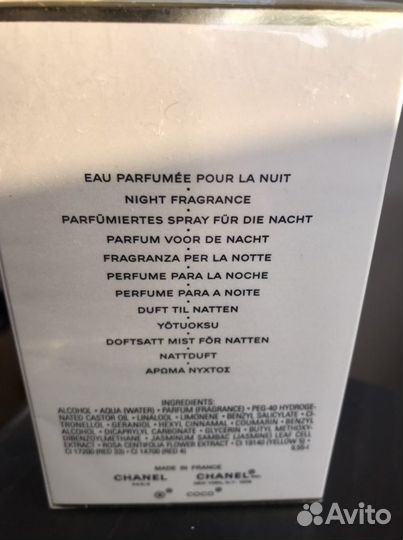 EAU PARFUMÉE POUR LA NUIT
NIGHT FRAGRANCE
PARFÜMIERTES SPRAY FÜR DIE NACHT
PARFUM VOOR DE NACHT
FRAGRANZA PER LA NOTTE
PERFUME PARA LA NOCHE
PERFUME PARA A NOITE
DUFT TIL NATTEN
YÖTUOKSU
DOFTSATT MIST FÖR NATTEN
NATTDUFT
ΑΡΩΜΑ ΝΥΧΤΟΣ
INGREDIENTS:
ALCOHOL • AQUA (WATER) • PARFUM (FRAGRANCE) • PEG-40 HYDROGE-
NATED CASTOR OIL • LINALOOL • LIMONENE • BENZYL SALICYLATE • CI-
TRONELLOL • GERANIOL • HEXYL CINNAMAL • COUMARIN • BENZYL
ALCOHOL • DICAPRYLYL CARBONATE • GLYCERIN • BUTYL METHOXY-
DIBENZOYLMETHANE • JASMINUM SAMBAC (JASMINE) LEAF CELL
EXTRACT • ROSA CENTIFOLIA FLOWER EXTRACT • CI 19140 (YELLOW 5) •
CI 17200 (RED 33) • CI 14700 (RED 4)
MADE IN FRANCE
CHANEL CHANEL INC
PARIS NEW YORK, N.Y.
COCO
Avito